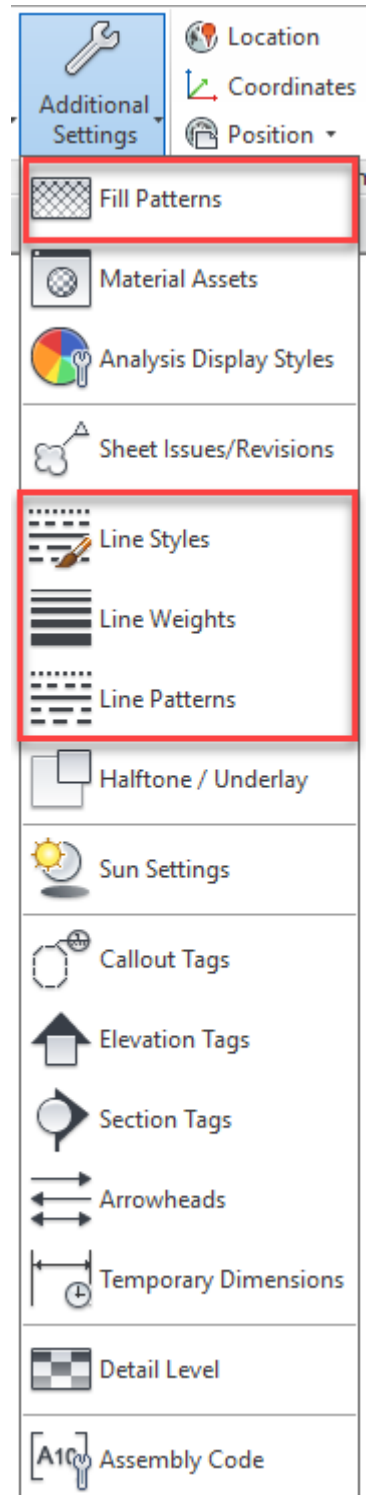 Additional
Settings
Location
Coordinates
Position
Fill Patterns
Material Assets
Analysis Display Styles
Sheet Issues/Revisions
Line Styles
Line Weights
Line Patterns
Halftone / Underlay
Sun Settings
Callout Tags
Elevation Tags
Section Tags
Arrowheads
Temporary Dimensions
Detail Level
Assembly Code